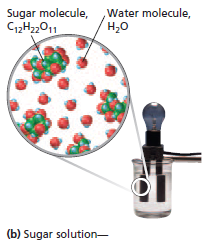 Sugar molecule,
C₁₂H₂₂O₁₁
Water molecule,
H₂O
(b) Sugar solution—